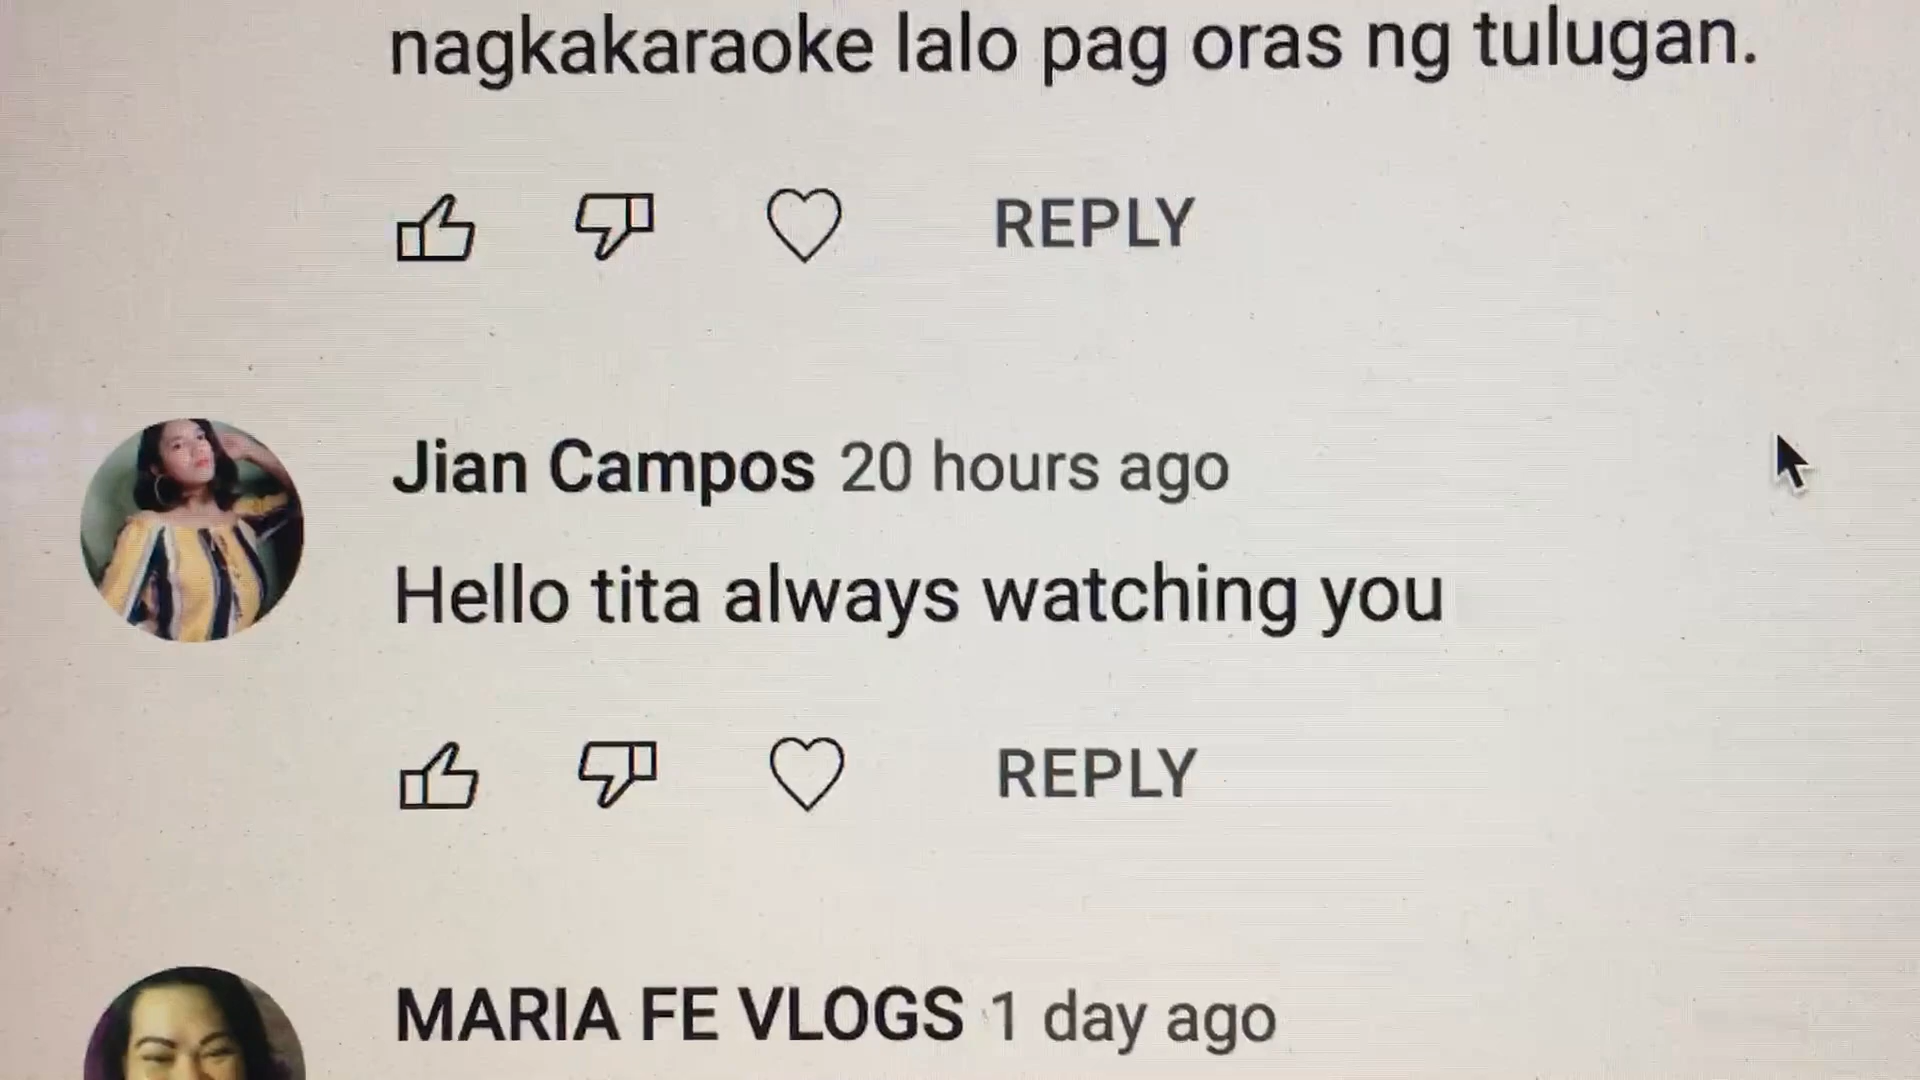 nagkakaraoke lalo pag oras ng tulugan.
REPLY
Jian Campos 20 hours ago
Hello tita always watching you
REPLY
MARIA FE VLOGS 1 day ago